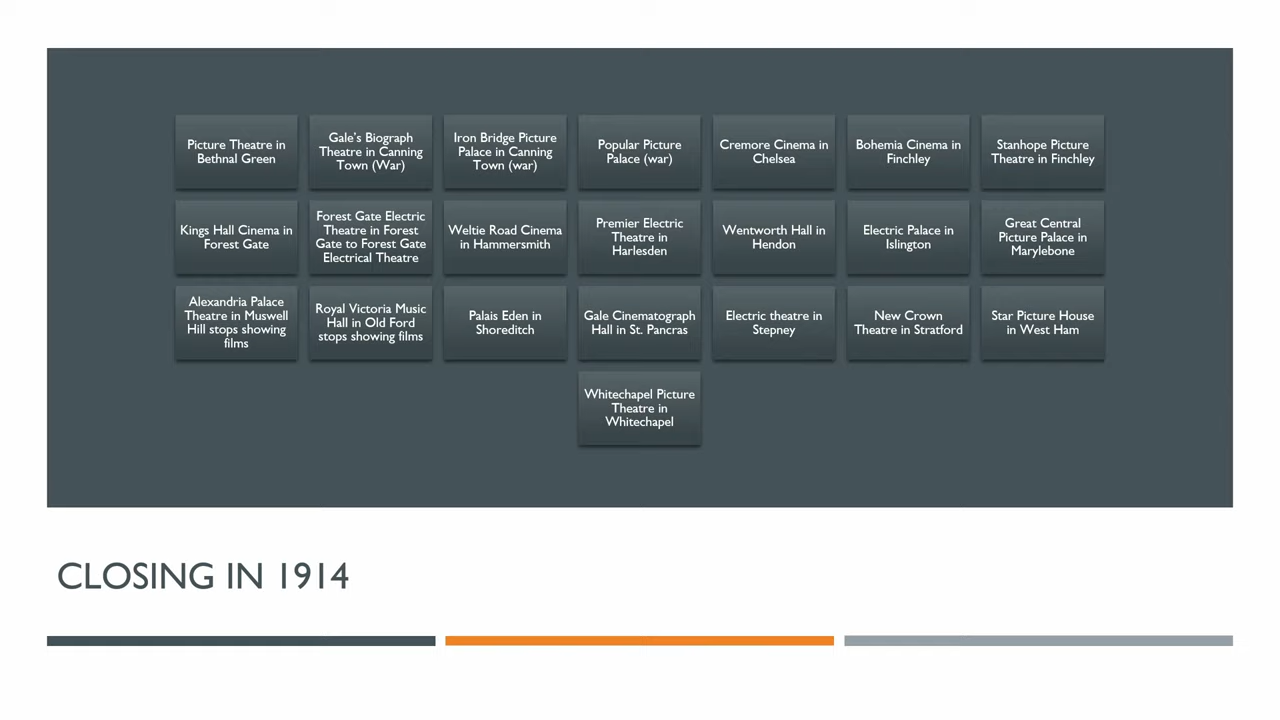 Picture Theatre in
Bethnal Green
Gale's Biograph
Theatre in Canning
Town (War)
Iron Bridge Picture
Palace in Canning
Town (war)
Popular Picture
Palace (war)
Cremore Cinema in
Chelsea
Bohemia Cinema in
Finchley
Stanhope Picture
Theatre in Finchley
Kings Hall Cinema in
Forest Gate
Forest Gate Electric
Theatre in Forest
Gate to Forest Gate
Electrical Theatre
Weltie Road Cinema
in Hammersmith
Premier Electric
Theatre in
Harlesden
Wentworth Hall in
Hendon
Electric Palace in
Islington
Great Central
Picture Palace in
Marylebone
Alexandria Palace
Theatre in Muswell
Hill stops showing
films
Royal Victoria Music
Hall in Old Ford
stops showing films
Palais Eden in
Shoreditch
Gale Cinematograph
Hall in St. Pancras
Electric theatre in
Stepney
New Crown
Theatre in Stratford
Star Picture House
in West Ham
Whitechapel Picture
Theatre in
Whitechapel
CLOSING IN 1914